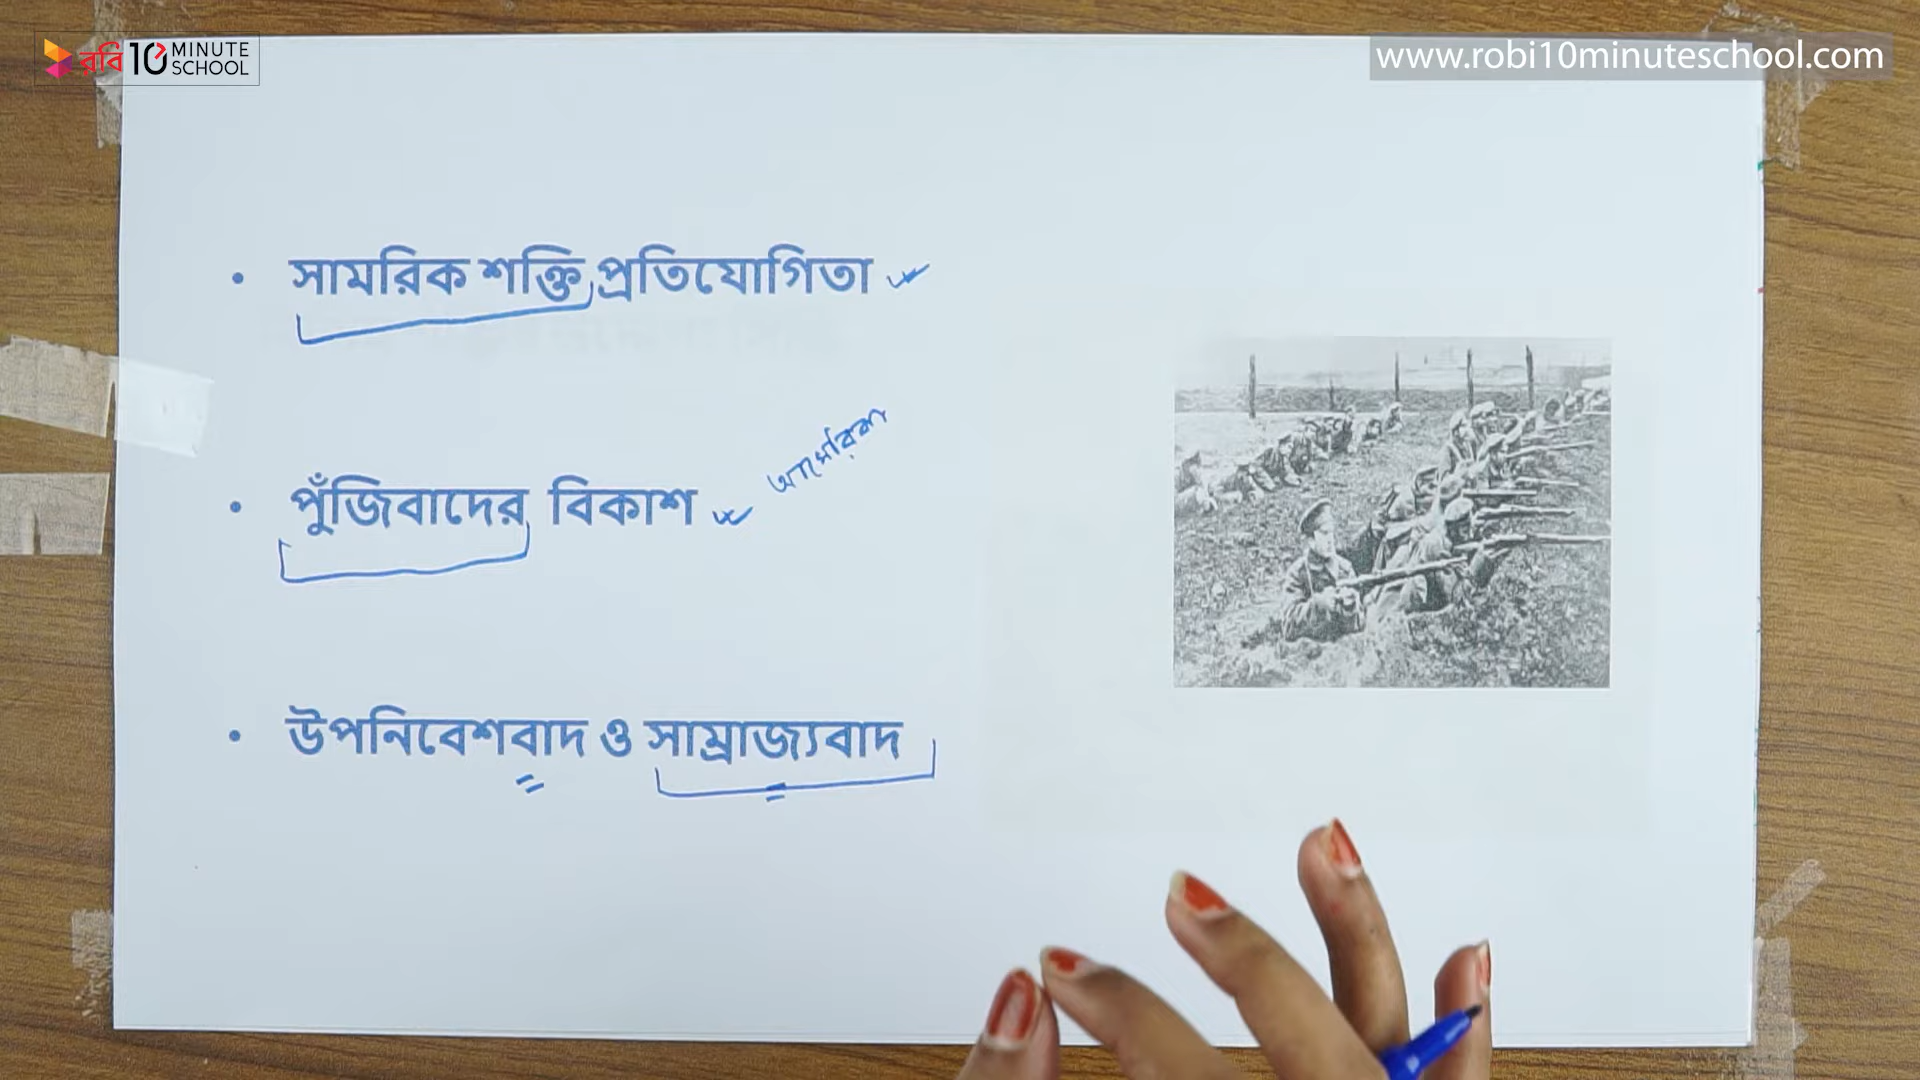 রবি 10 MINUTE SCHOOL
www.robi10minuteschool.com
• সামরিক শক্তি প্রতিযোগিতা
আমেরিকা
• পুঁজিবাদের বিকাশ
• উপনিবেশবাদ ও সাম্রাজ্যবাদ